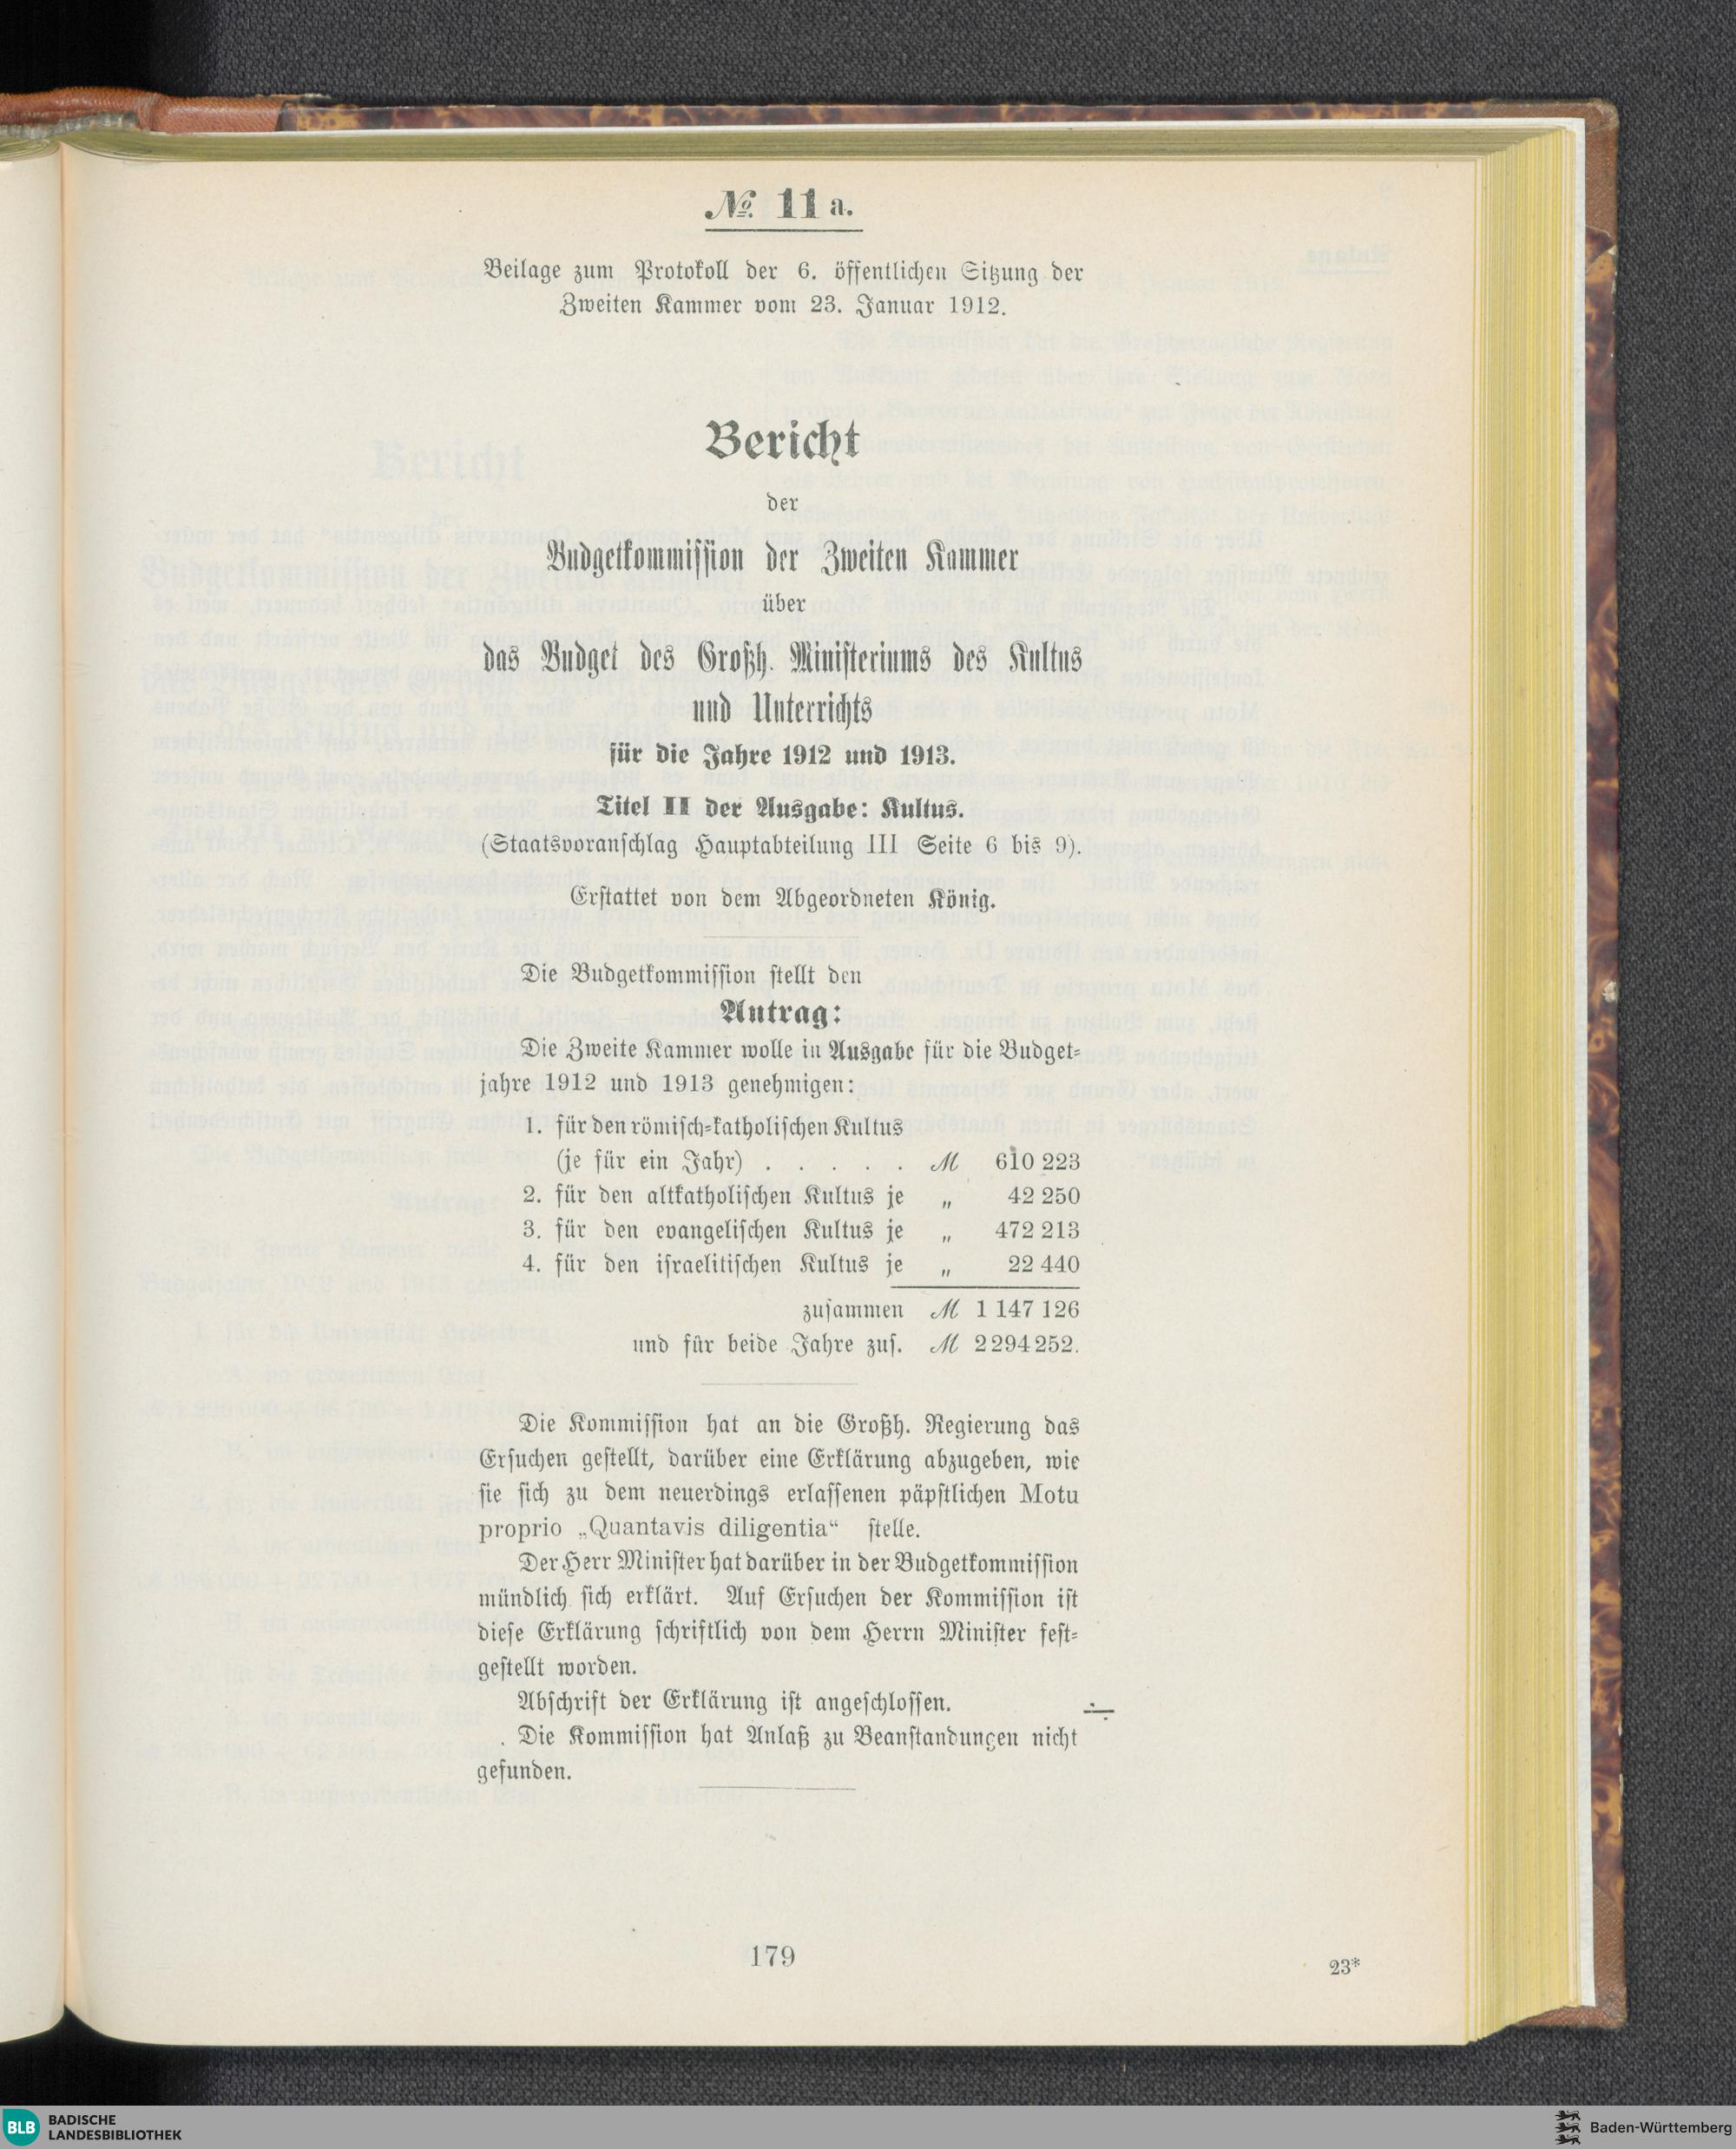 № 11 a.
Beilage zum Protokoll der 6. öffentlichen Sitzung der
Zweiten Kammer vom 23. Januar 1912.
Bericht
der
Budgetkommission der Zweiten Kammer
über
das Budget des Großh. Ministeriums des Kultus
und Unterrichts
für die Jahre 1912 und 1913.
Titel II der Ausgabe: Kultus.
(Staatsvoranschlag Hauptabteilung III Seite 6 bis 9).
Erstattet von dem Abgeordneten König.
Die Budgetkommission stellt den
Antrag:
Die Zweite Kammer wolle in Ausgabe für die Budget-
jahre 1912 und 1913 genehmigen:
1. für den römisch-katholischen Kultus
(je für ein Jahr) . . . . . ℳ 610 223
2. für den altkatholischen Kultus je „ 42 250
3. für den evangelischen Kultus je „ 472 213
4. für den israelitischen Kultus je „ 22 440
zusammen ℳ 1 147 126
und für beide Jahre zus. ℳ 2 294 252.
Die Kommission hat an die Großh. Regierung das
Ersuchen gestellt, darüber eine Erklärung abzugeben, wie
sie sich zu dem neuerdings erlassenen päpstlichen Motu
proprio „Quantavis diligentia“ stelle.
Der Herr Minister hat darüber in der Budgetkommission
mündlich sich erklärt. Auf Ersuchen der Kommission ist
diese Erklärung schriftlich von dem Herrn Minister fest-
gestellt worden.
Abschrift der Erklärung ist angeschlossen. ÷
Die Kommission hat Anlaß zu Beanstandungen nicht
gefunden.
179
23*
BLB BADISCHE
LANDESBIBLIOTHEK
Baden-Württemberg